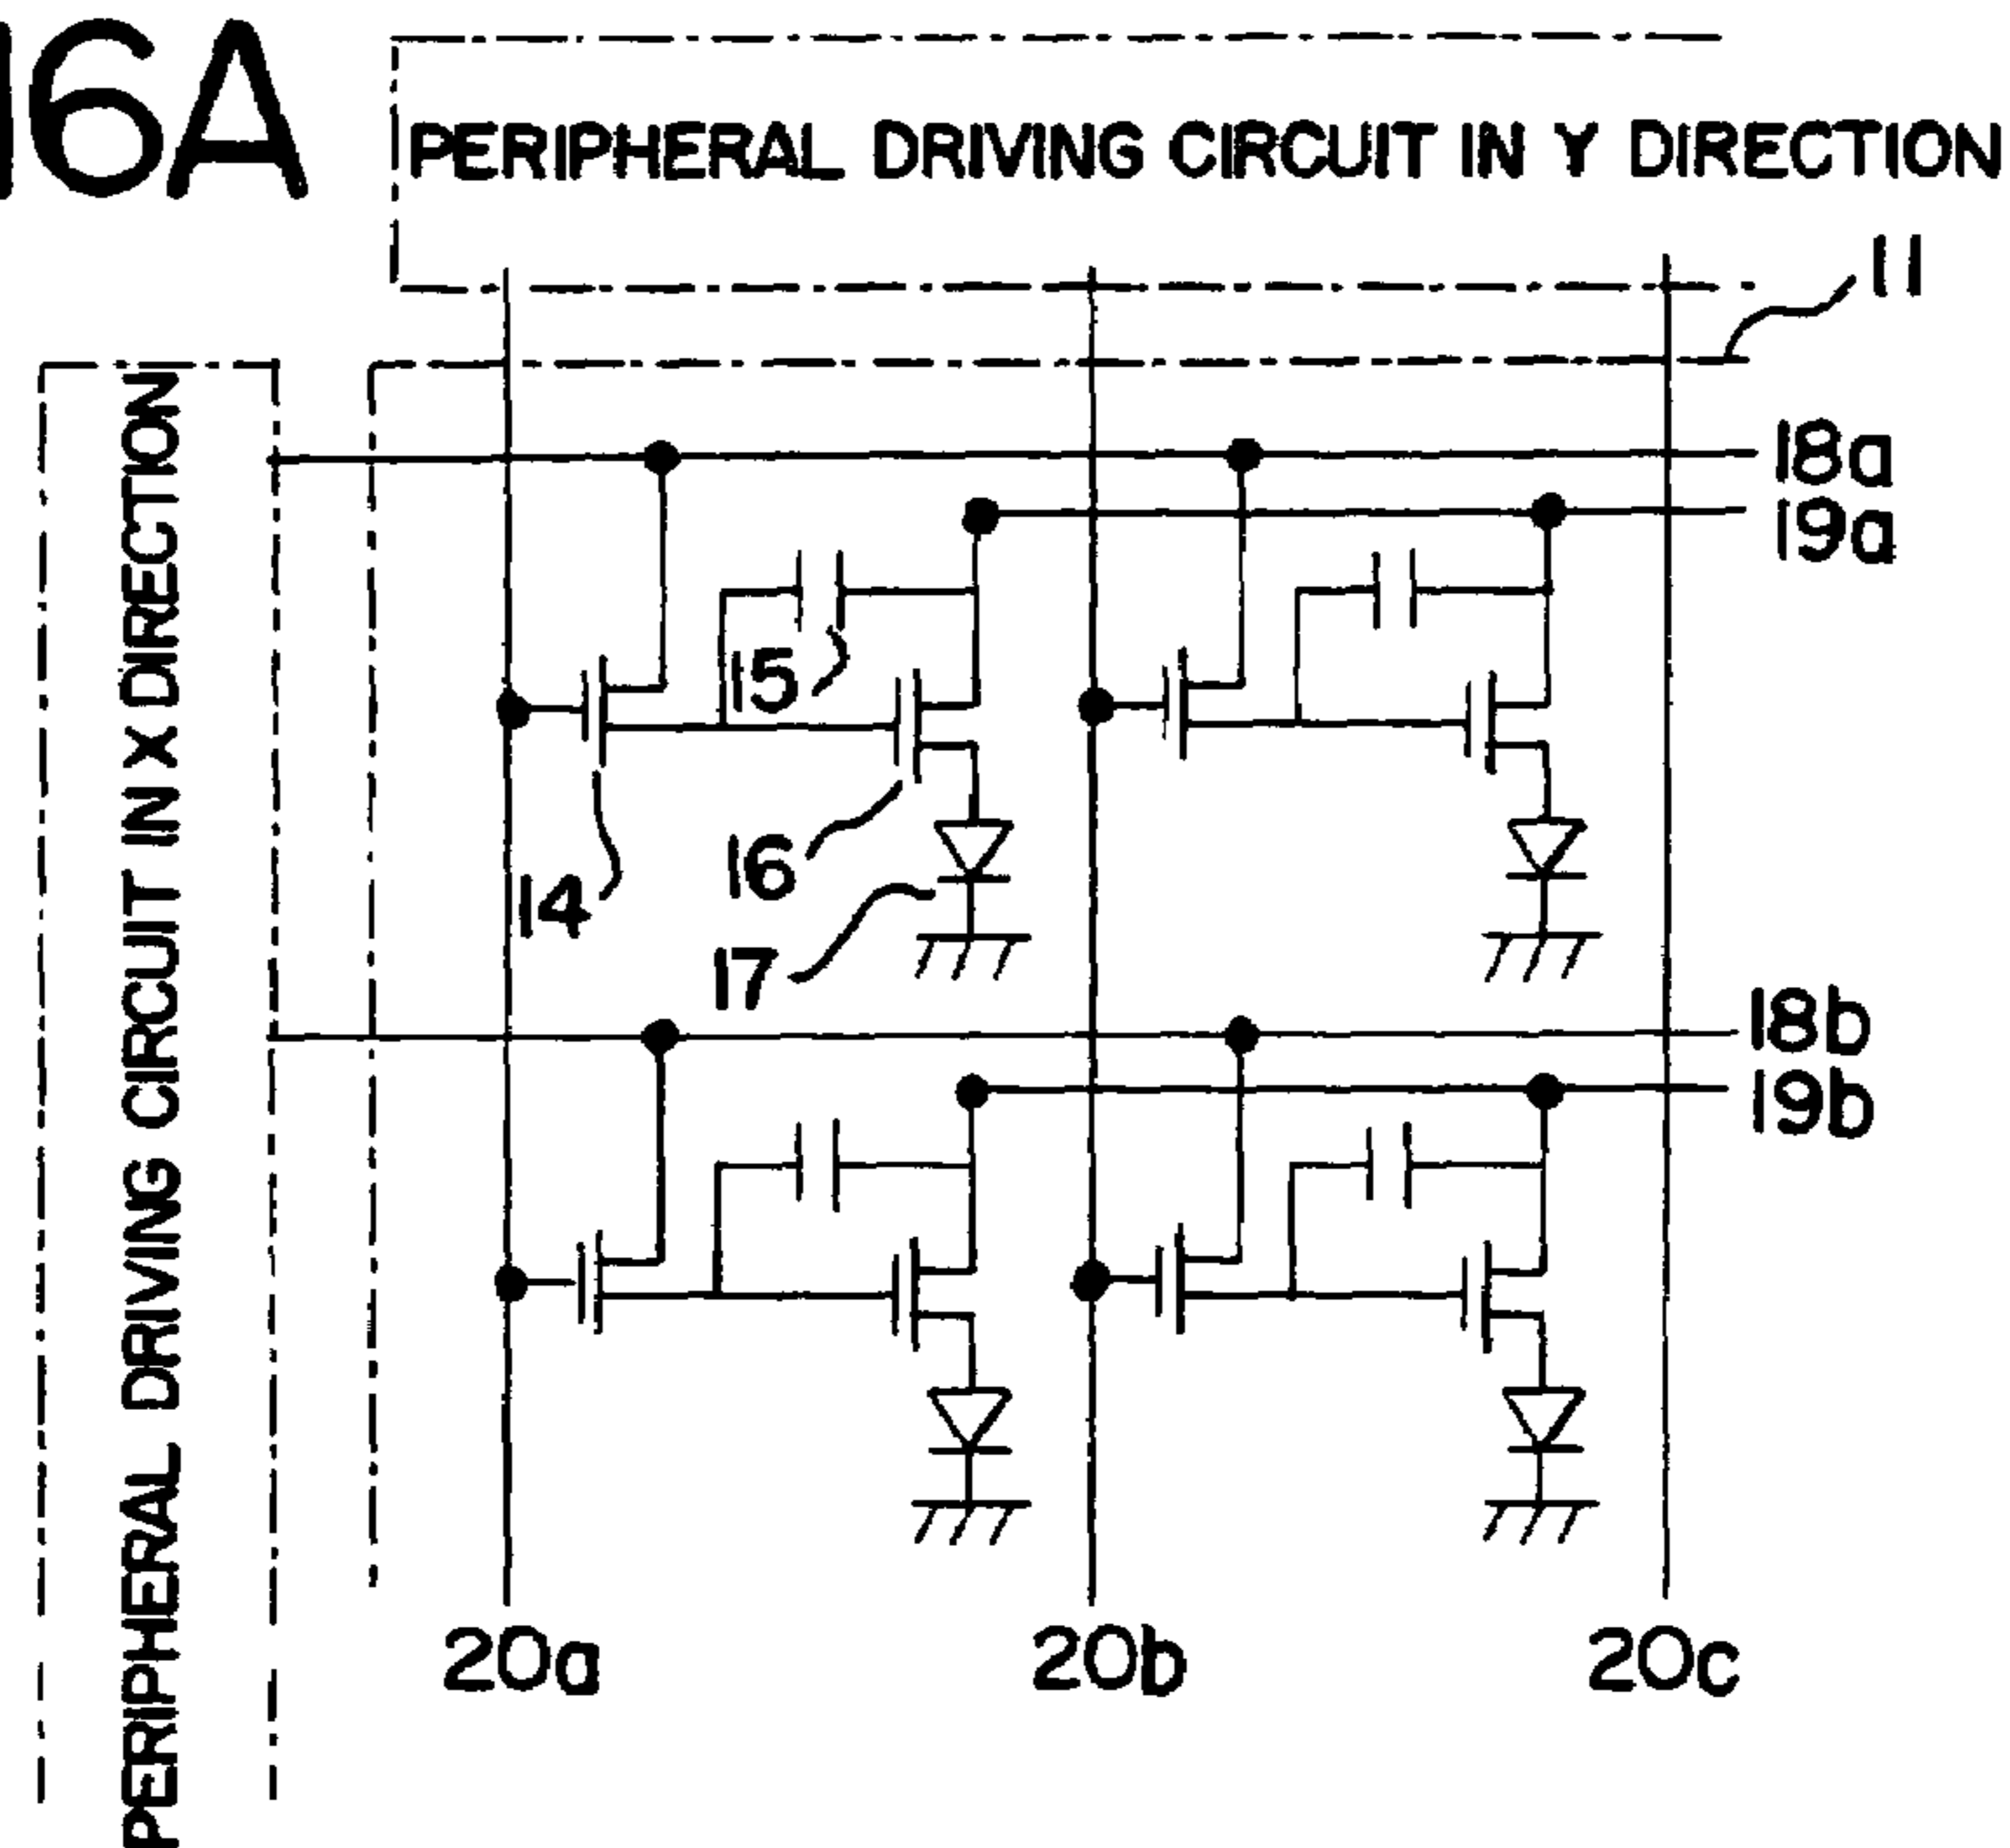 16A
PERIPHERAL DRIVING CIRCUIT IN Y DIRECTION
11
PERIPHERAL DRIVING CIRCUIT IN X DIRECTION
18a
19a
15
16
14
17
18b
19b
20a
20b
20c